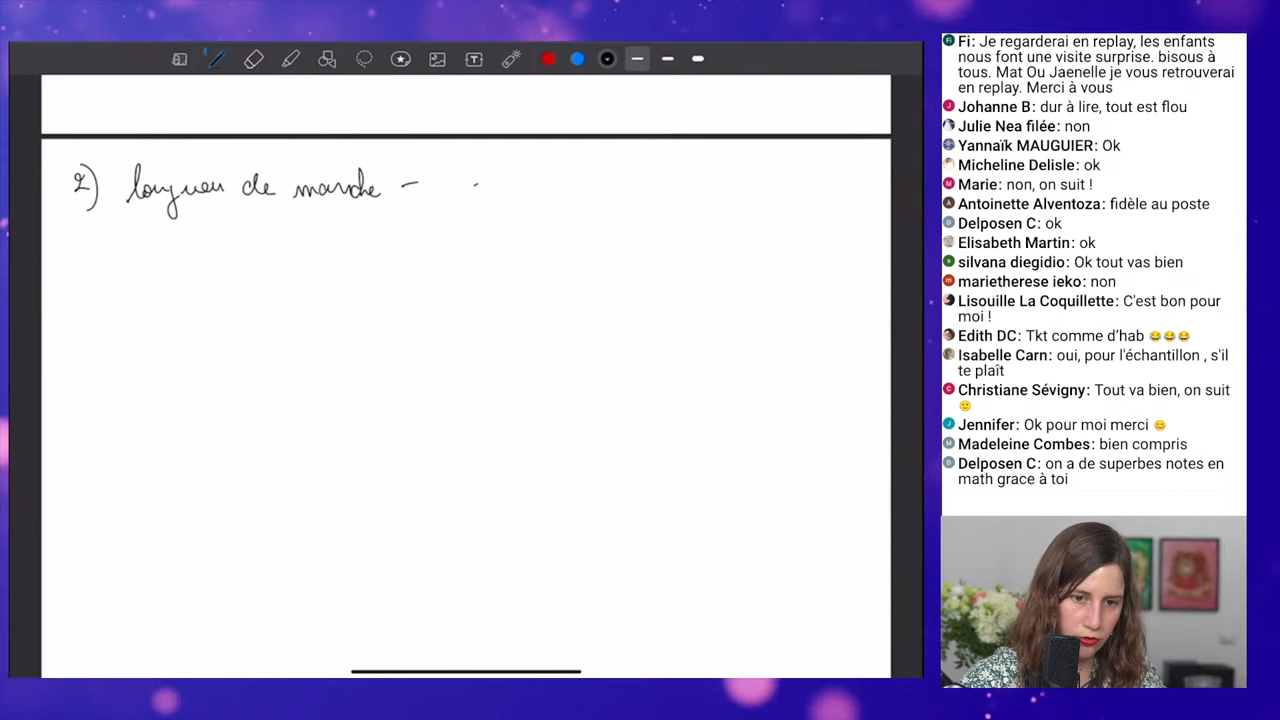 2) longueur de manche -
Fi: Je regarderai en replay, les enfants
nous font une visite surprise. bisous à
tous. Mat Ou Jaenelle je vous retrouverai
en replay. Merci à vous
Johanne B: dur à lire, tout est flou
Julie Nea filée: non
Yannaïk MAUGUIER: Ok
Micheline Delisle: ok
Marie: non, on suit !
Antoinette Alventoza: fidèle au poste
Delposen C: ok
Elisabeth Martin: ok
silvana diegidio: Ok tout vas bien
marietherese ieko: non
Lisouille La Coquillette: C'est bon pour
moi !
Edith DC: Tkt comme d’hab 😂😂😂
Isabelle Carn: oui, pour l'échantillon , s'il
te plaît
Christiane Sévigny: Tout va bien, on suit
🙂
Jennifer: Ok pour moi merci 😊
Madeleine Combes: bien compris
Delposen C: on a de superbes notes en
math grace à toi